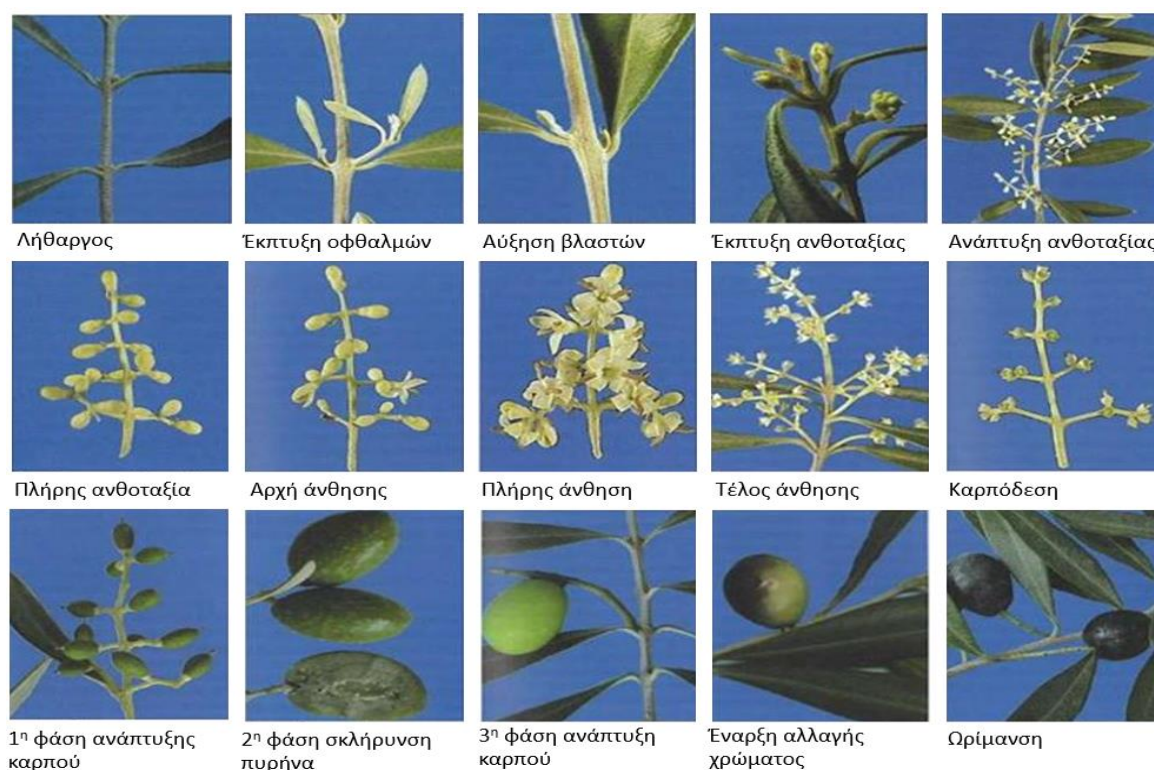 Λήθαργος
Έκπτυξη οφθαλμών
Αύξηση βλαστών
Έκπτυξη ανθοταξίας
Ανάπτυξη ανθοταξίας
Πλήρης ανθοταξία
Αρχή άνθησης
Πλήρης άνθηση
Τέλος άνθησης
Καρπόδεση
1η φάση ανάπτυξης
καρπού
2η φάση σκλήρυνση
πυρήνα
3η φάση ανάπτυξη
καρπού
Έναρξη αλλαγής
χρώματος
Ωρίμανση